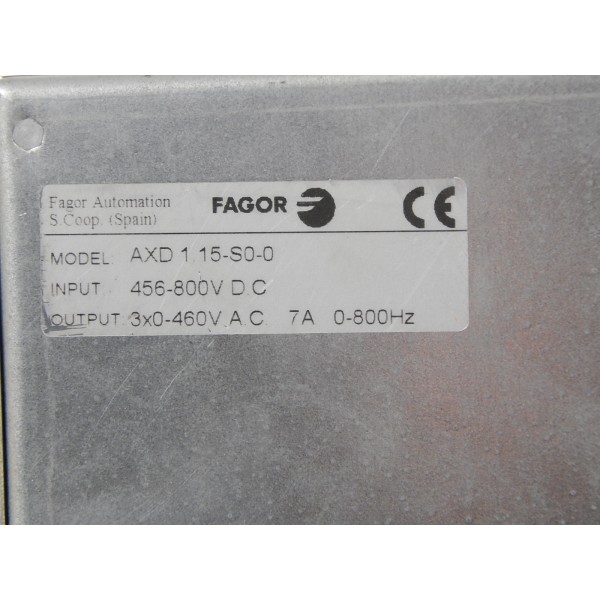 Fagor Automation
S.Coop. (Spain)
FAGOR
CE
MODEL: AXD 1.15-S0-0
INPUT. 456-800V D.C
OUTPUT. 3x0-460V.A.C 7A 0-800Hz